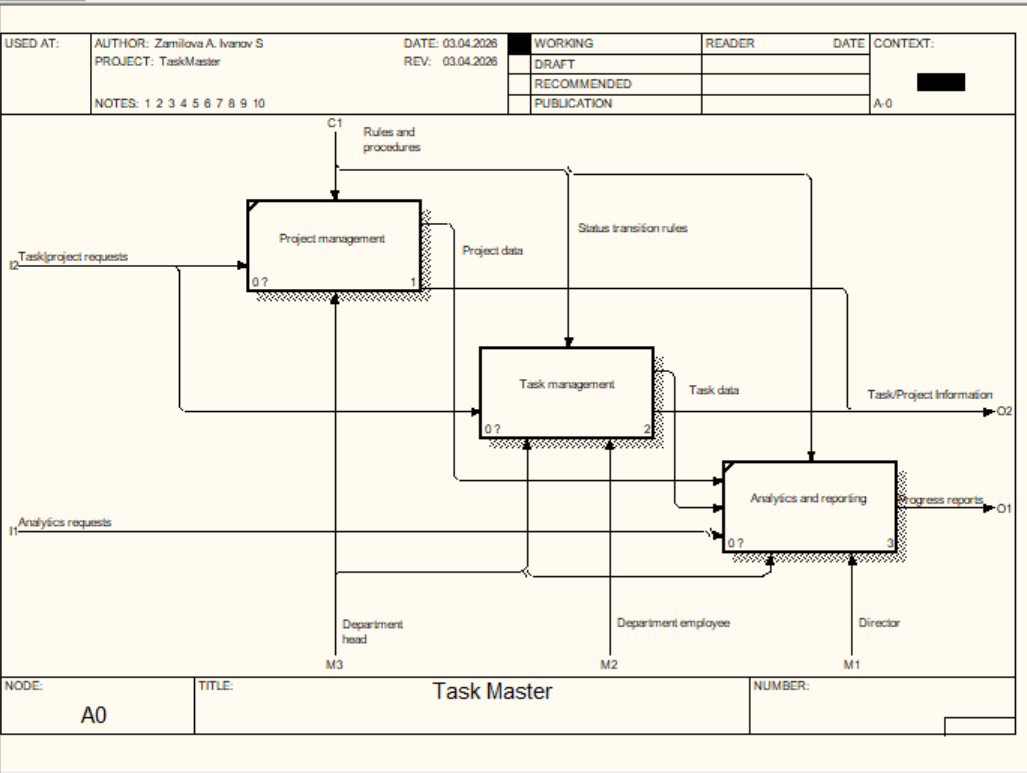 USED AT:
AUTHOR: Zamilova A. Ivanov S
DATE: 03.04.2026
WORKING
READER
DATE
CONTEXT:
PROJECT: TaskMaster
REV: 03.04.2026
DRAFT
RECOMMENDED
NOTES: 1 2 3 4 5 6 7 8 9 10
PUBLICATION
A-0
C1
Rules and
procedures
Project management
0 ?
1
Status transition rules
Project data
I2
Task|project requests
Task management
0 ?
2
Task data
Task/Project Information
O2
Analytics and reporting
0 ?
3
Progress reports
O1
I1
Analytics requests
Department
head
Department employee
Director
M3
M2
M1
NODE:
A0
TITLE:
Task Master
NUMBER: